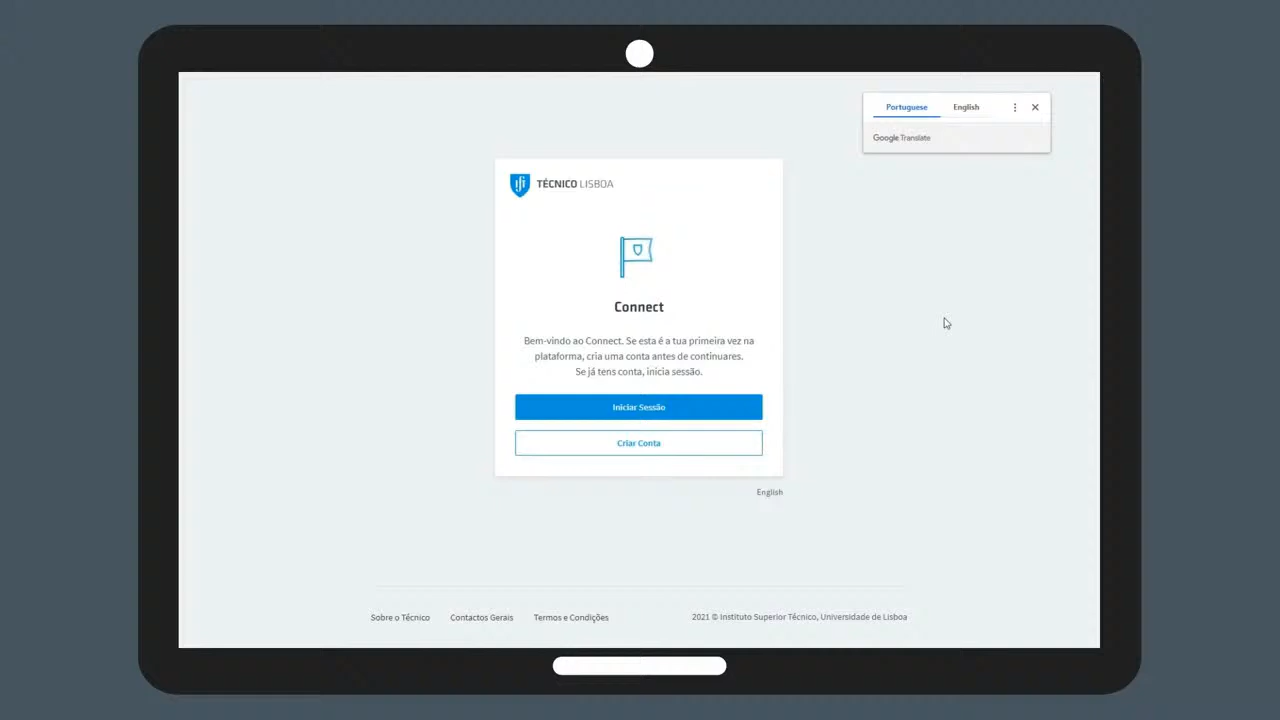 Portuguese English
Google Translate
TÉCNICO LISBOA
Connect
Bem-vindo ao Connect. Se esta é a tua primeira vez na
plataforma, cria uma conta antes de continuares.
Se já tens conta, inicia sessão.
Iniciar Sessão
Criar Conta
English
Sobre o Técnico Contactos Gerais Termos e Condições 2021 © Instituto Superior Técnico, Universidade de Lisboa